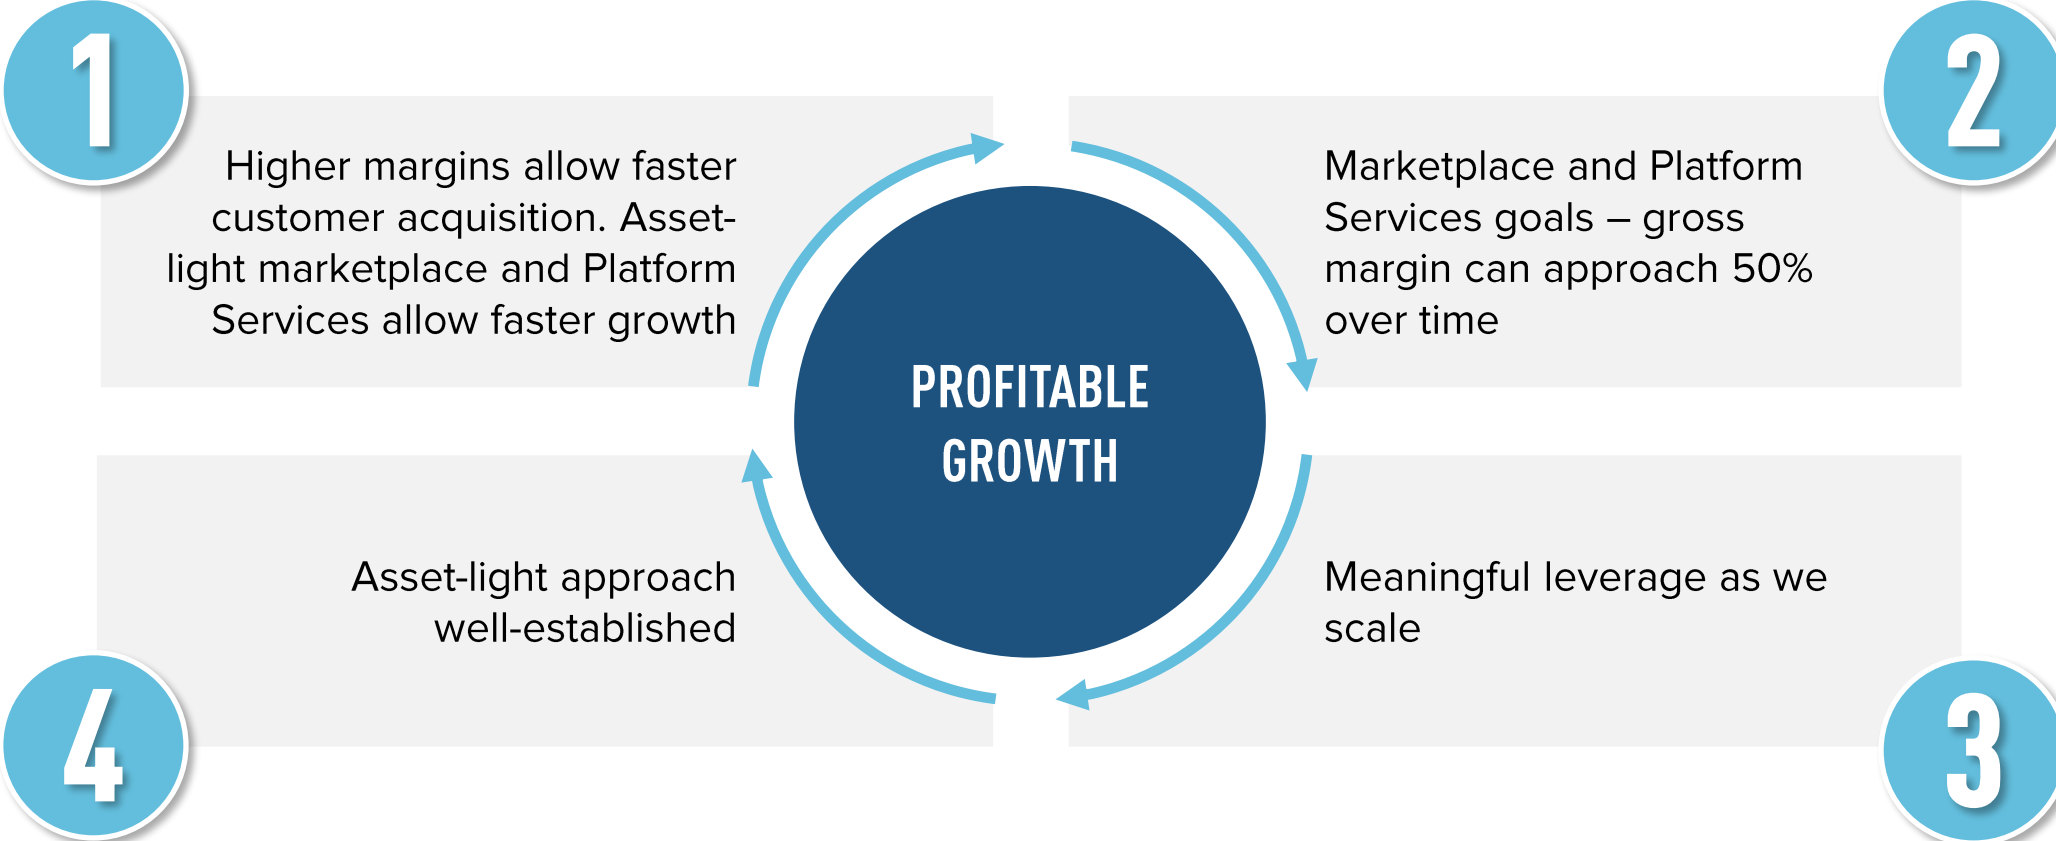 1
Higher margins allow faster
customer acquisition. Asset-
light marketplace and Platform
Services allow faster growth
2
Marketplace and Platform
Services goals – gross
margin can approach 50%
over time
PROFITABLE
GROWTH
3
Meaningful leverage as we
scale
4
Asset-light approach
well-established